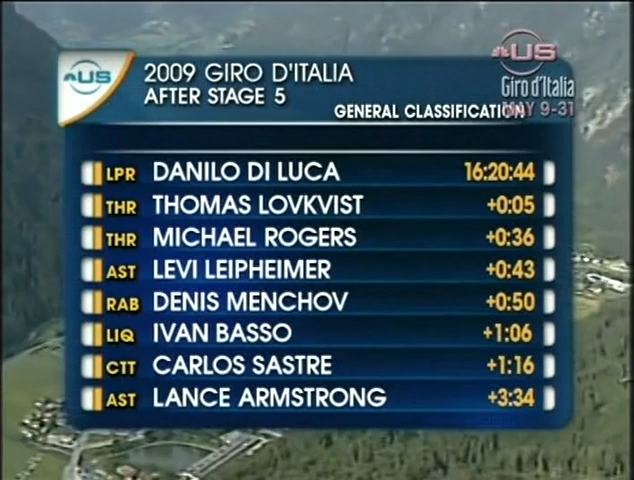 US
2009 GIRO D'ITALIA
AFTER STAGE 5
US
Giro d'Italia
MAY 9-31
GENERAL CLASSIFICATION
LPR DANILO DI LUCA 16:20:44
THR THOMAS LOVKVIST +0:05
THR MICHAEL ROGERS +0:36
AST LEVI LEIPHEIMER +0:43
RAB DENIS MENCHOV +0:50
LIQ IVAN BASSO +1:06
CTT CARLOS SASTRE +1:16
AST LANCE ARMSTRONG +3:34